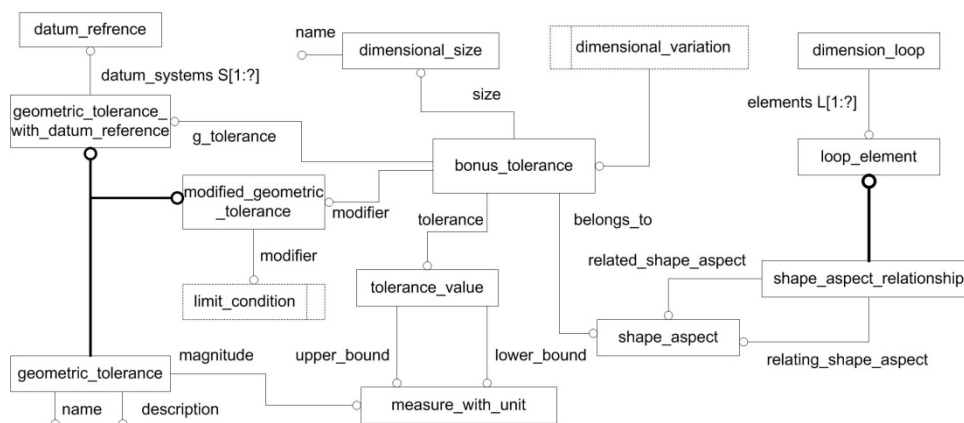 datum_refrence
name
dimensional_size
dimensional_variation
dimension_loop
datum_systems S[1:?]
size
elements L[1:?]
geometric_tolerance_
with_datum_reference
g_tolerance
bonus_tolerance
loop_element
modified_geometric
_tolerance
modifier
tolerance
belongs_to
modifier
related_shape_aspect
limit_condition
tolerance_value
shape_aspect_relationship
shape_aspect
magnitude
upper_bound
lower_bound
relating_shape_aspect
geometric_tolerance
measure_with_unit
name
description